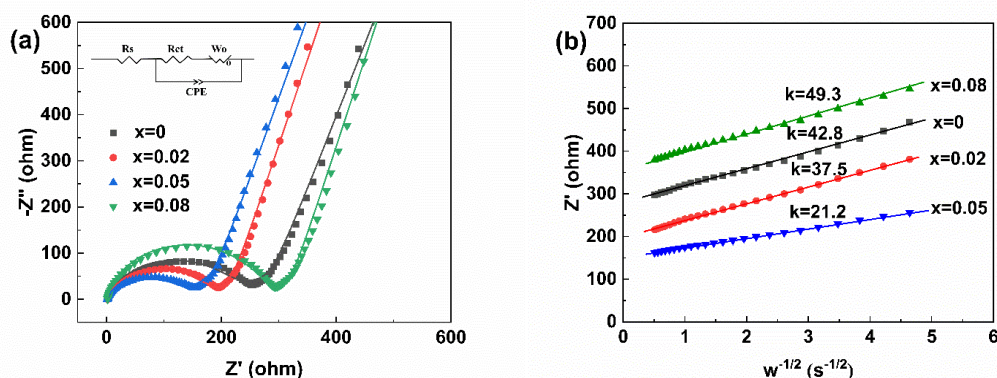 (a)
Rs Rct Wo
CPE
x=0
x=0.02
x=0.05
x=0.08
-Z'' (ohm)
600
500
400
300
200
100
0
0 200 400 600
Z' (ohm)
(b)
Z' (ohm)
700
600
500
400
300
200
100
0
k=49.3
k=42.8
k=37.5
k=21.2
x=0.08
x=0
x=0.02
x=0.05
0 1 2 3 4 5 6
w-1/2 (s-1/2)